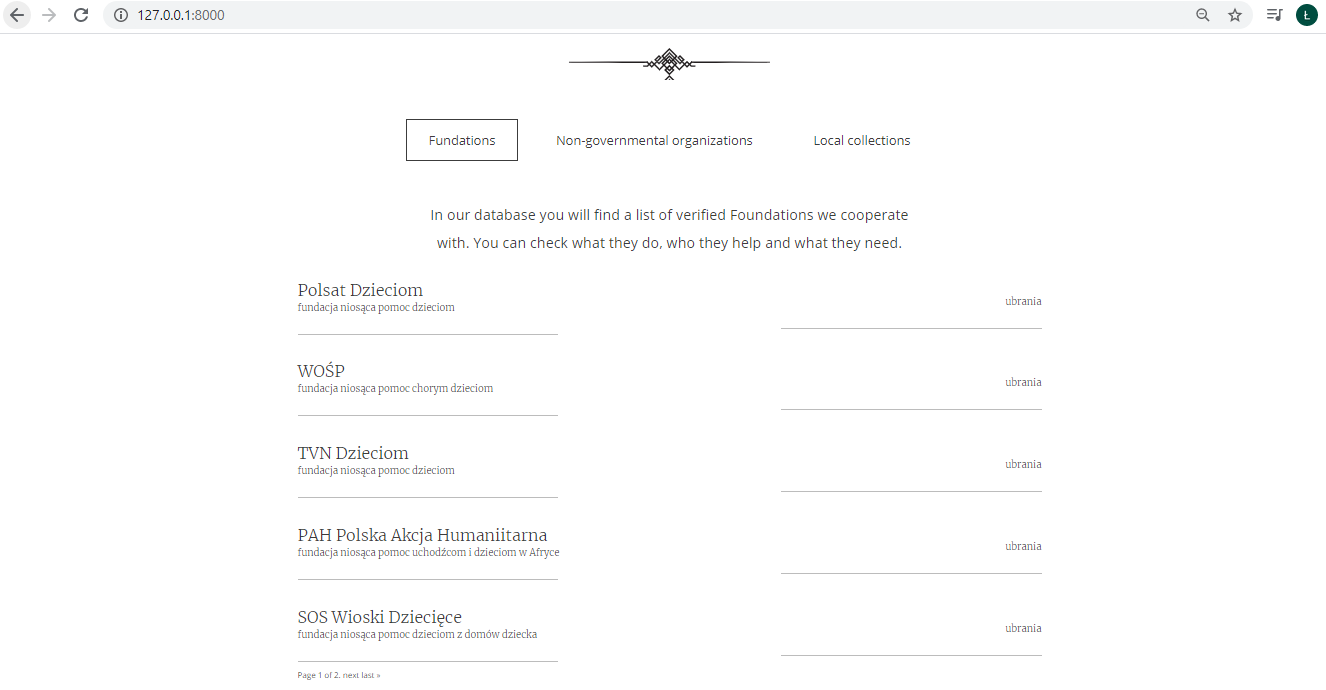 127.0.0.1:8000
Ł
Fundations
Non-governmental organizations
Local collections
In our database you will find a list of verified Foundations we cooperate
with. You can check what they do, who they help and what they need.
Polsat Dzieciom
fundacja niosąca pomoc dzieciom
ubrania
WOŚP
fundacja niosąca pomoc chorym dzieciom
ubrania
TVN Dzieciom
fundacja niosąca pomoc dzieciom
ubrania
PAH Polska Akcja Humaniitarna
fundacja niosąca pomoc uchodźcom i dzieciom w Afryce
ubrania
SOS Wioski Dziecięce
fundacja niosąca pomoc dzieciom z domów dziecka
ubrania
Page 1 of 2. next last »